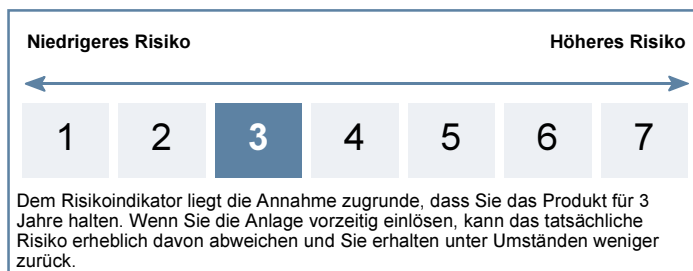 Niedrigeres Risiko Höheres Risiko
1 2 3 4 5 6 7
Dem Risikoindikator liegt die Annahme zugrunde, dass Sie das Produkt für 3
Jahre halten. Wenn Sie die Anlage vorzeitig einlösen, kann das tatsächliche
Risiko erheblich davon abweichen und Sie erhalten unter Umständen weniger
zurück.